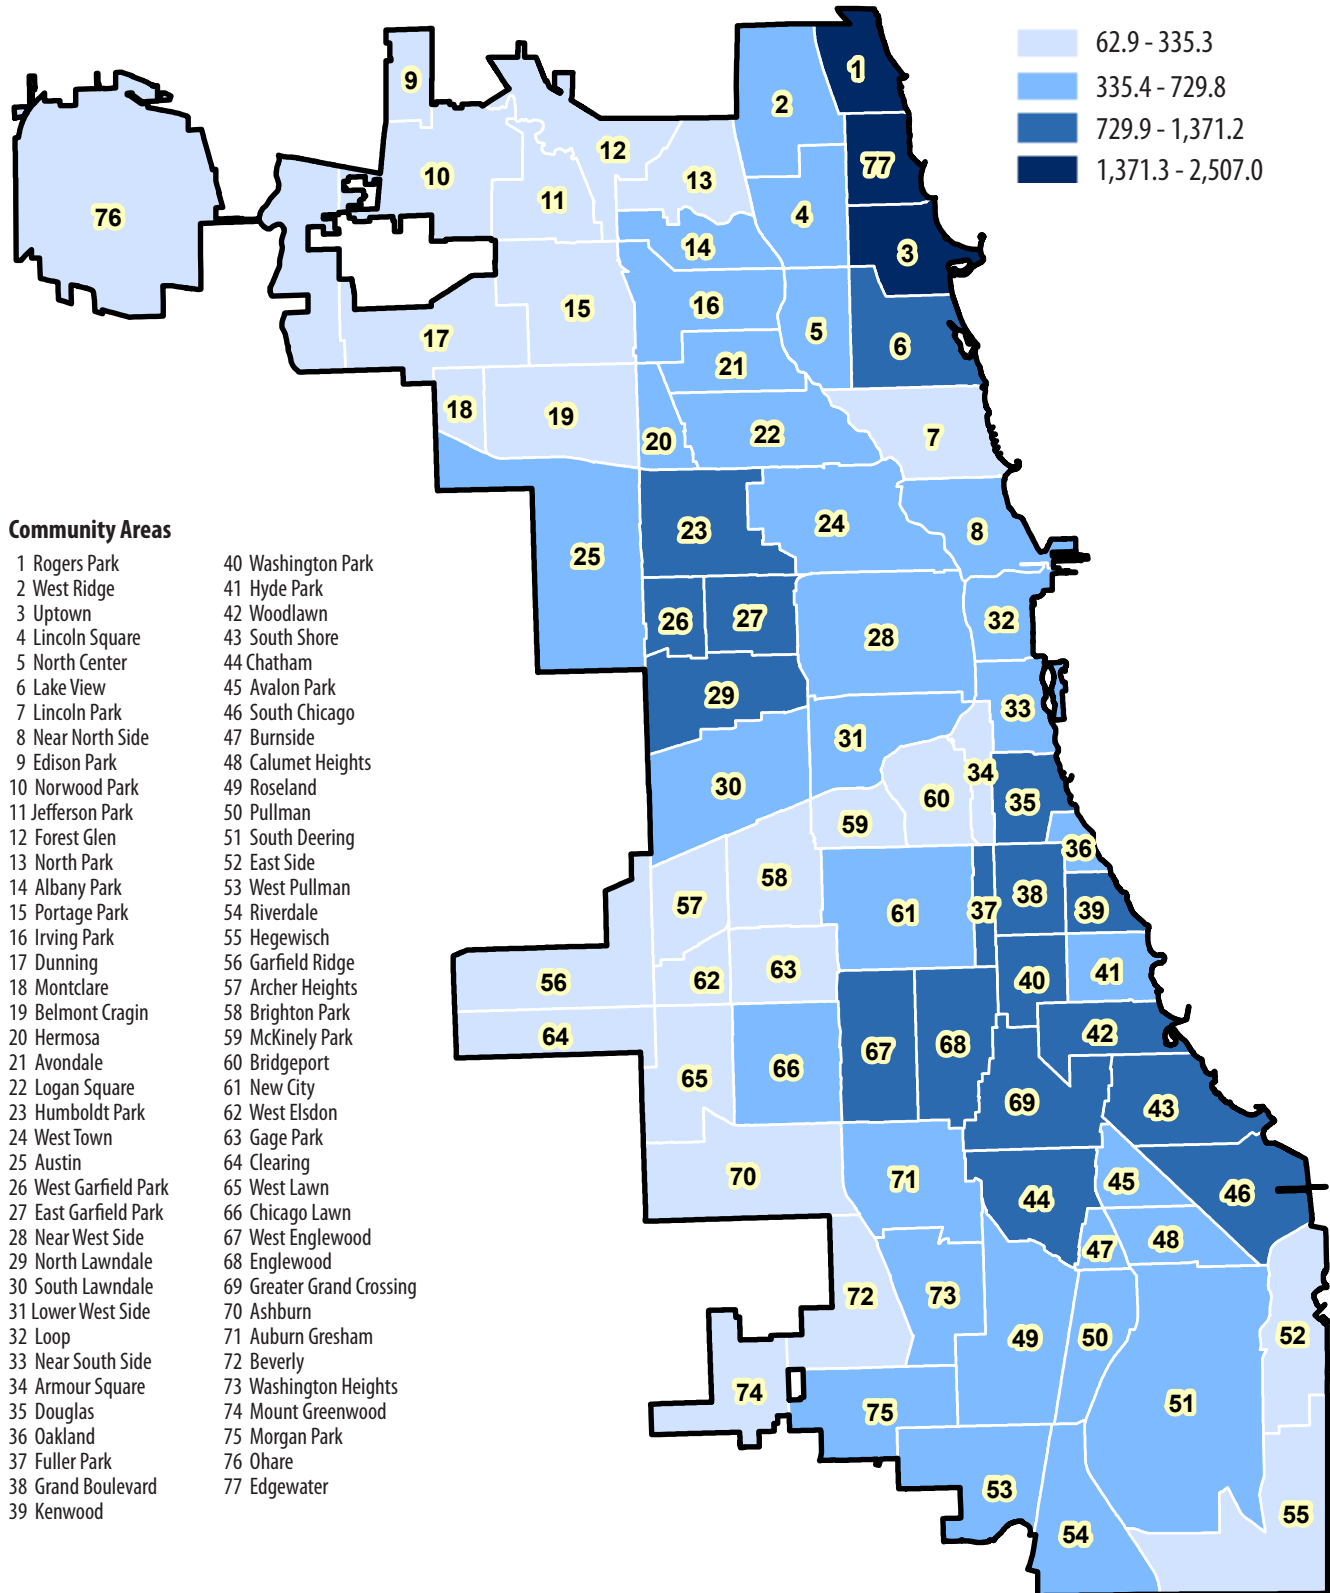 62.9 - 335.3
335.4 - 729.8
729.9 - 1,371.2
1,371.3 - 2,507.0
1
2
9
77
12
10
13
11
76
4
14
3
15
16
5
17
6
21
18
19
7
20
22
23
24
8
25
26
27
32
28
29
33
31
34
30
60
35
59
36
58
38
57
61
37
39
63
41
62
40
56
64
42
68
67
66
65
69
43
70
71
45
44
46
48
47
72
73
49
50
52
74
51
75
53
55
54
Community Areas
1 Rogers Park
2 West Ridge
3 Uptown
4 Lincoln Square
5 North Center
6 Lake View
7 Lincoln Park
8 Near North Side
9 Edison Park
10 Norwood Park
11 Jefferson Park
12 Forest Glen
13 North Park
14 Albany Park
15 Portage Park
16 Irving Park
17 Dunning
18 Montclare
19 Belmont Cragin
20 Hermosa
21 Avondale
22 Logan Square
23 Humboldt Park
24 West Town
25 Austin
26 West Garfield Park
27 East Garfield Park
28 Near West Side
29 North Lawndale
30 South Lawndale
31 Lower West Side
32 Loop
33 Near South Side
34 Armour Square
35 Douglas
36 Oakland
37 Fuller Park
38 Grand Boulevard
39 Kenwood
40 Washington Park
41 Hyde Park
42 Woodlawn
43 South Shore
44 Chatham
45 Avalon Park
46 South Chicago
47 Burnside
48 Calumet Heights
49 Roseland
50 Pullman
51 South Deering
52 East Side
53 West Pullman
54 Riverdale
55 Hegewisch
56 Garfield Ridge
57 Archer Heights
58 Brighton Park
59 McKinely Park
60 Bridgeport
61 New City
62 West Elsdon
63 Gage Park
64 Clearing
65 West Lawn
66 Chicago Lawn
67 West Englewood
68 Englewood
69 Greater Grand Crossing
70 Ashburn
71 Auburn Gresham
72 Beverly
73 Washington Heights
74 Mount Greenwood
75 Morgan Park
76 Ohare
77 Edgewater